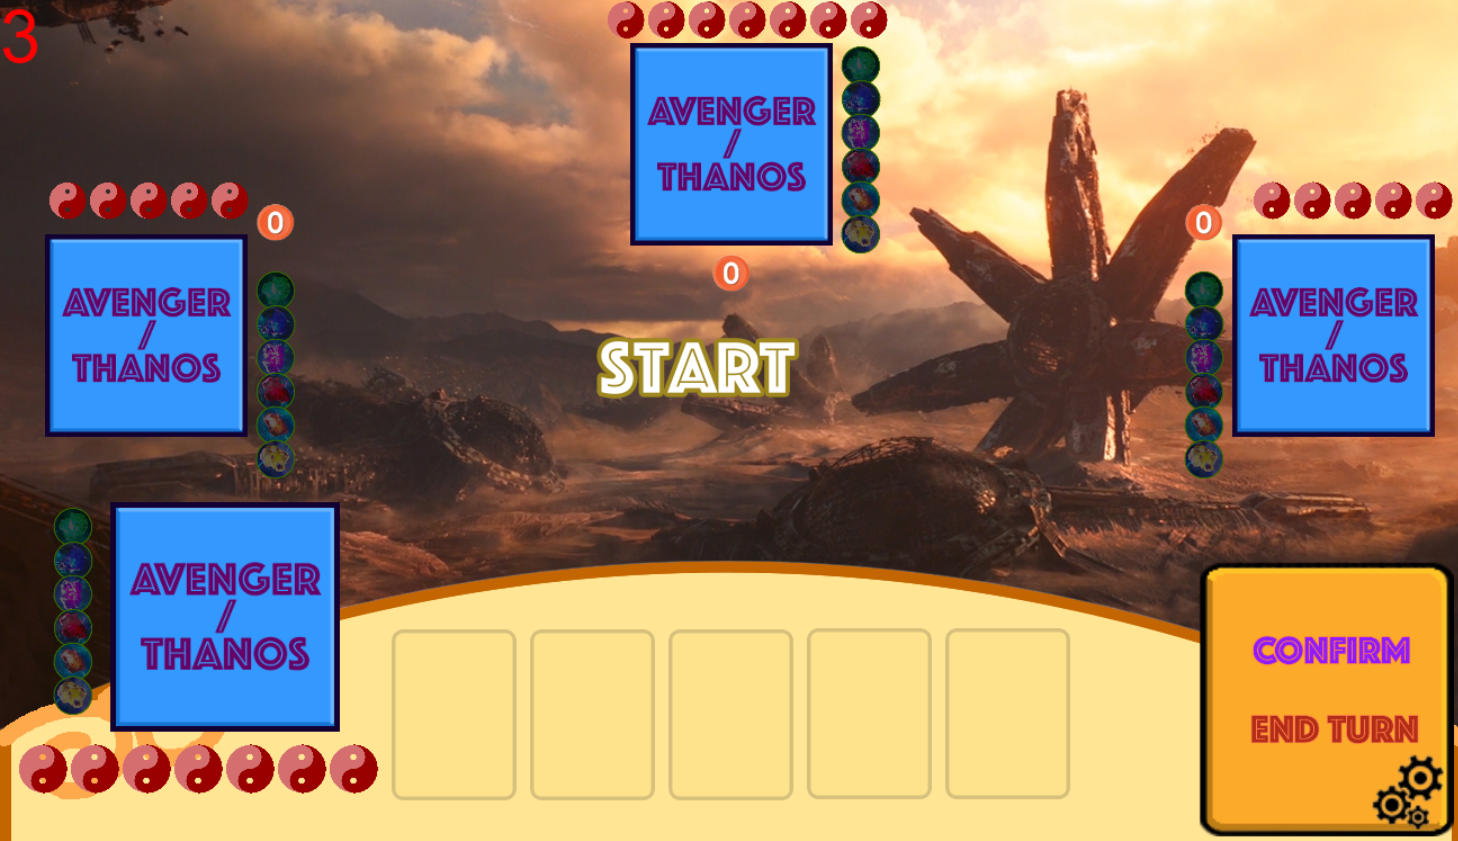 3
AVENGER
/
THANOS
0
AVENGER
/
THANOS
0
0
AVENGER
/
THANOS
START
AVENGER
/
THANOS
CONFIRM
END TURN